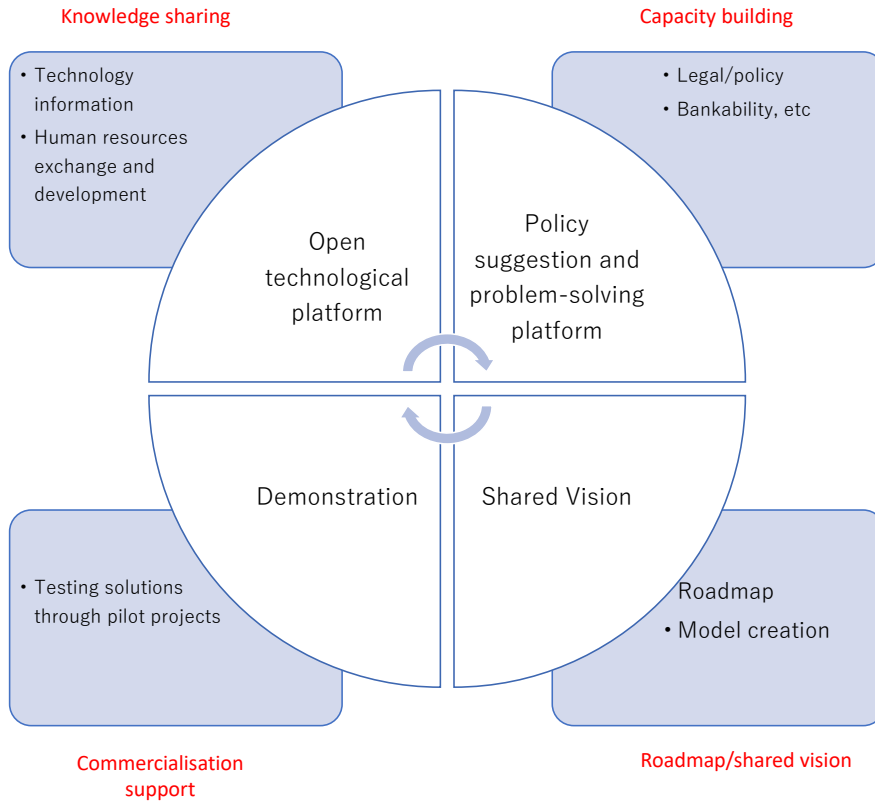 Knowledge sharing
Capacity building
• Technology
information
• Human resources
exchange and
development
• Legal/policy
• Bankability, etc
Open
technological
platform
Policy
suggestion and
problem-solving
platform
Demonstration
Shared Vision
• Testing solutions
through pilot projects
Roadmap
• Model creation
Commercialisation
support
Roadmap/shared vision